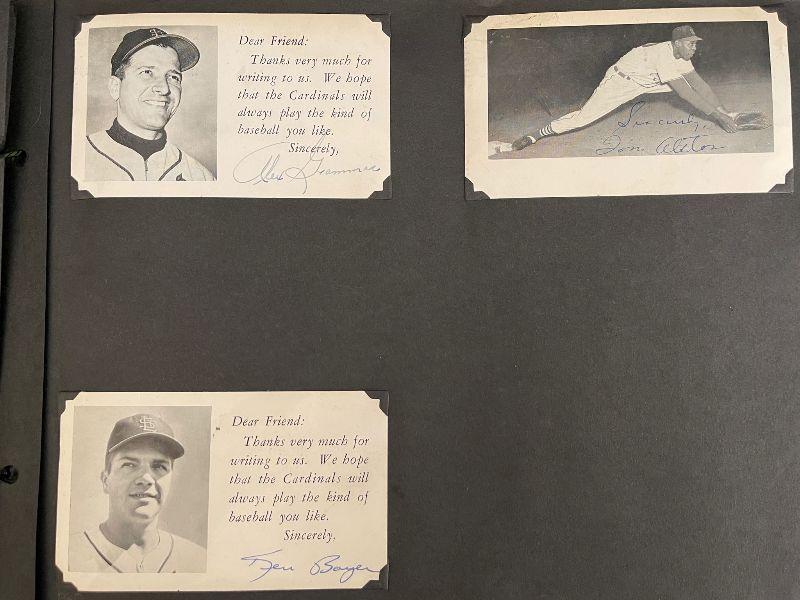 Dear Friend:
Thanks very much for
writing to us. We hope
that the Cardinals will
always play the kind of
baseball you like.
Sincerely,
Alex Grammas
Sincerely,
Tom Alston
StL
Dear Friend:
Thanks very much for
writing to us. We hope
that the Cardinals will
always play the kind of
baseball you like.
Sincerely,
Ken Boyer